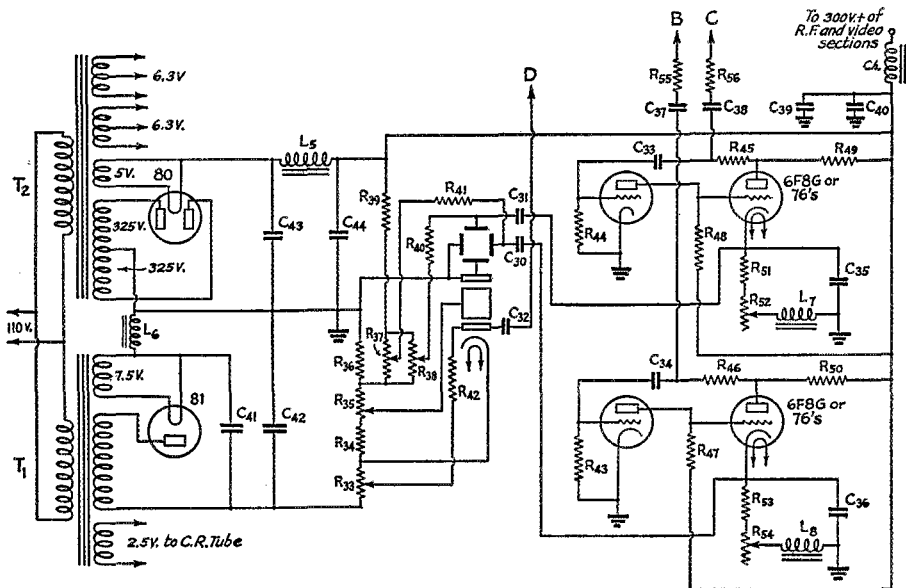 B
C
To 300V.+ of
R.F. and video
sections
Ch.
D
R55
R56
C37
C38
C39
C40
6.3V
6.3V.
T2
5V.
80
325V.
325V.
L5
C43
C44
R39
R41
R40
C31
C30
C32
C33
R45
R49
6F8G or
76's
R44
R48
R51
R52
L7
C35
110V.
L6
7.5V.
81
T1
C41
C42
R36
R37
R38
R35
R34
R33
R42
C34
R46
R50
6F8G or
76's
R43
R47
R53
R54
L8
C36
2.5V. to C.R.Tube